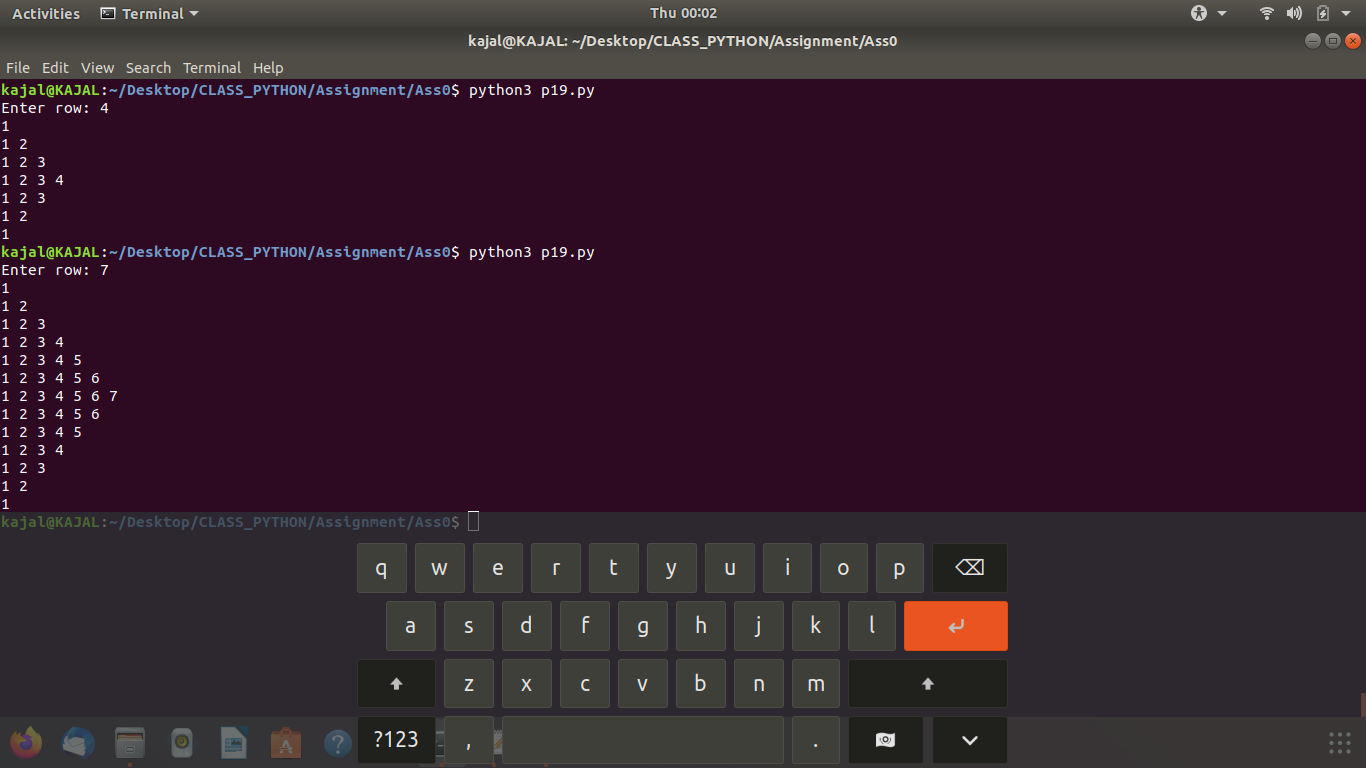 Activities Terminal Thu 00:02
kajal@KAJAL: ~/Desktop/CLASS_PYTHON/Assignment/Ass0
File Edit View Search Terminal Help
kajal@KAJAL:~/Desktop/CLASS_PYTHON/Assignment/Ass0$ python3 p19.py
Enter row: 4
1
1 2
1 2 3
1 2 3 4
1 2 3
1 2
1
kajal@KAJAL:~/Desktop/CLASS_PYTHON/Assignment/Ass0$ python3 p19.py
Enter row: 7
1
1 2
1 2 3
1 2 3 4
1 2 3 4 5
1 2 3 4 5 6
1 2 3 4 5 6 7
1 2 3 4 5 6
1 2 3 4 5
1 2 3 4
1 2 3
1 2
1
kajal@KAJAL:~/Desktop/CLASS_PYTHON/Assignment/Ass0$
q w e r t y u i o p
a s d f g h j k l
z x c v b n m
?123 , .